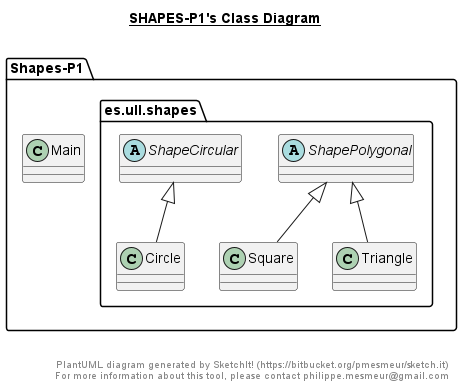 SHAPES-P1's Class Diagram
Shapes-P1
es.ull.shapes
C Main
A ShapeCircular
A ShapePolygonal
C Circle
C Square
C Triangle
PlantUML diagram generated by SketchIt! (https://bitbucket.org/pmesmeur/sketch.it)
For more information about this tool, please contact philippe.mesmeur@gmail.com